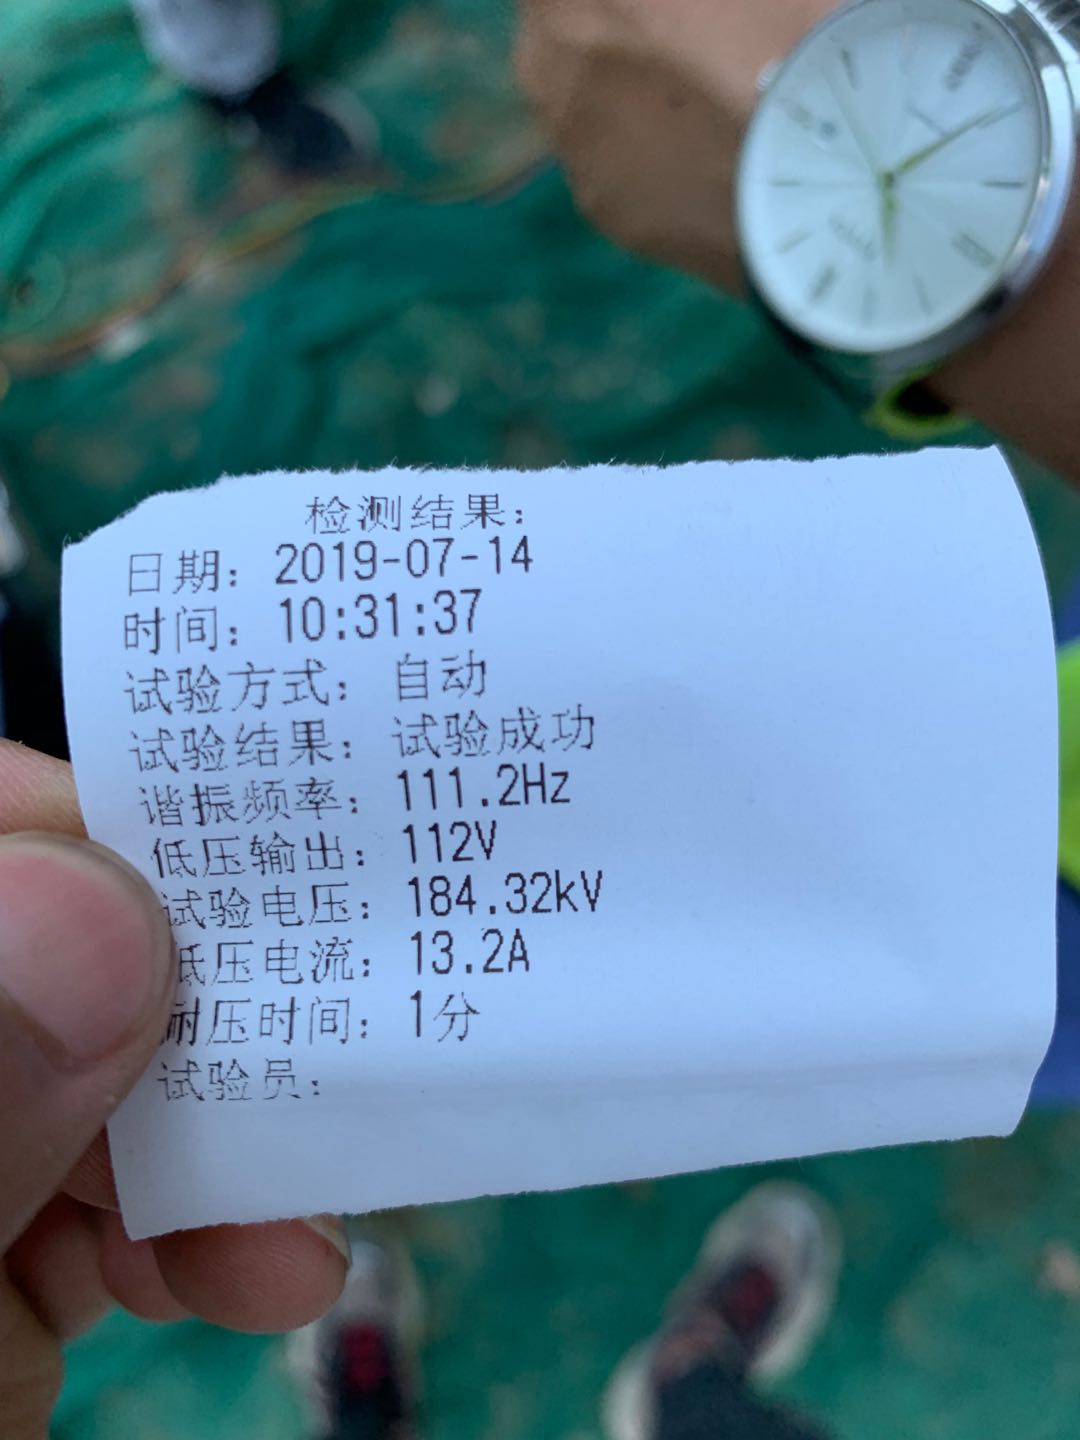 检测结果:
日期: 2019-07-14
时间: 10:31:37
试验方式: 自动
试验结果: 试验成功
谐振频率: 111.2Hz
低压输出: 112V
试验电压: 184.32kV
低压电流: 13.2A
耐压时间: 1分
试验员: